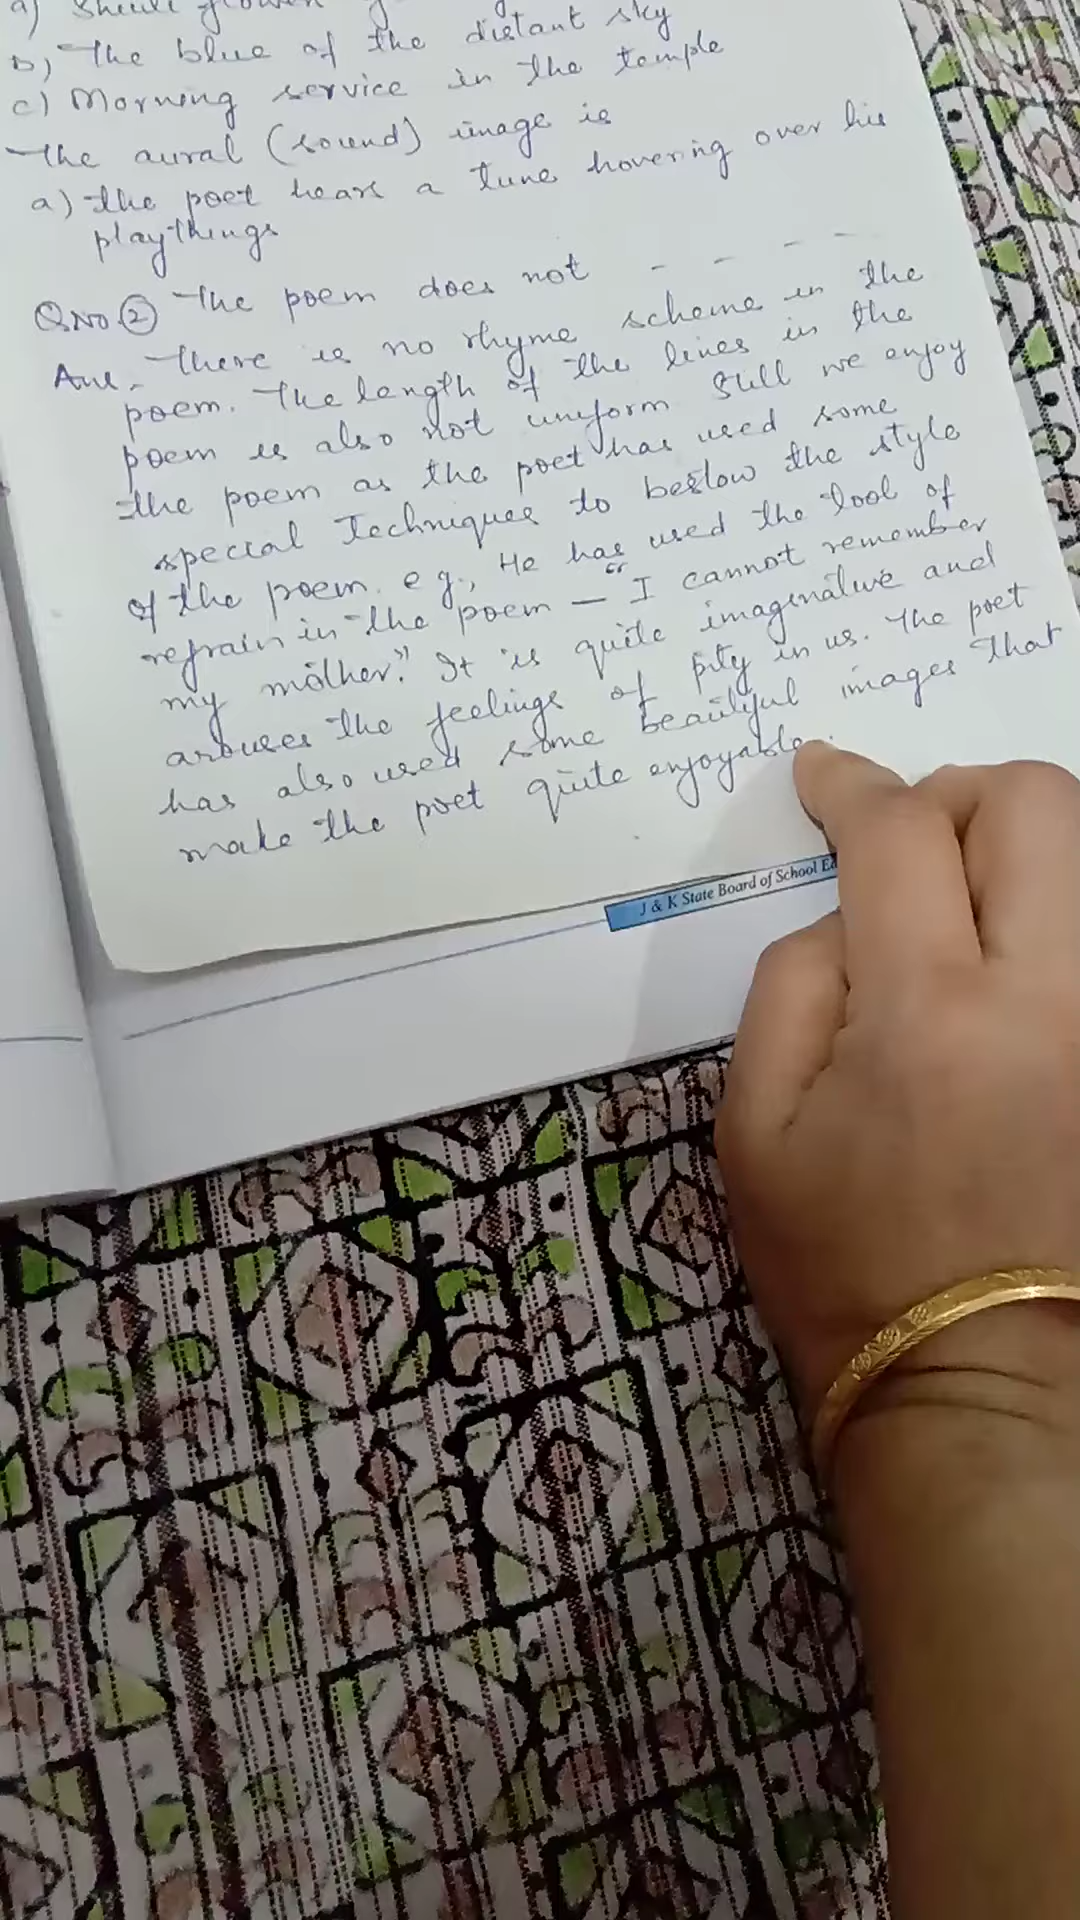 a) Sheuli flower
b) The blue of the distant sky
c) Morning service in the temple
The aural (sound) image is
a) The poet hears a tune hovering over his
playthings
Q.No.② The poem does not - - - -
Ans. There is no rhyme scheme in the
poem. The length of the lines in the
poem is also not uniform Still we enjoy
the poem as the poet has used some
special Techniques to bestow the style
of the poem. e.g., He has used the tool of
refrain in the poem — "I cannot remember
my mother." It is quite imaginative and
arouses the feelings of pity in us. The poet
has also used some beautiful images that
make the poet quite enjoyable.
J & K State Board of School